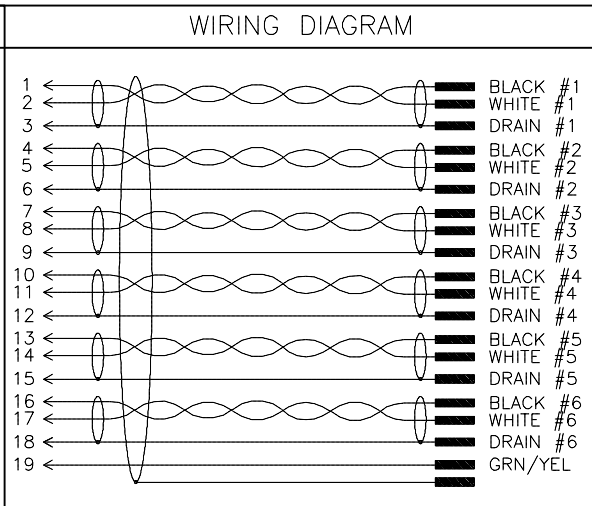 WIRING DIAGRAM
1 BLACK #1
2 WHITE #1
3 DRAIN #1
4 BLACK #2
5 WHITE #2
6 DRAIN #2
7 BLACK #3
8 WHITE #3
9 DRAIN #3
10 BLACK #4
11 WHITE #4
12 DRAIN #4
13 BLACK #5
14 WHITE #5
15 DRAIN #5
16 BLACK #6
17 WHITE #6
18 DRAIN #6
19 GRN/YEL